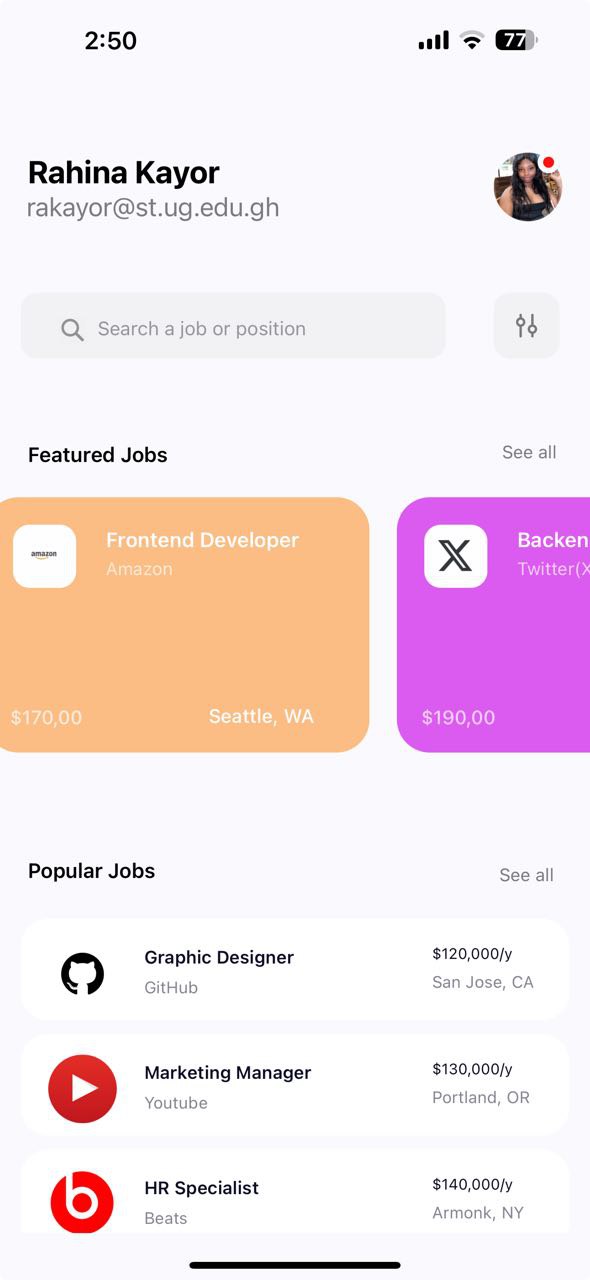 2:50
77
Rahina Kayor
rakayor@st.ug.edu.gh
Search a job or position
Featured Jobs
See all
amazon
Frontend Developer
Amazon
$170,00
Seattle, WA
X
Backen
Twitter(X
$190,00
Popular Jobs
See all
Graphic Designer
GitHub
$120,000/y
San Jose, CA
Marketing Manager
Youtube
$130,000/y
Portland, OR
b
HR Specialist
Beats
$140,000/y
Armonk, NY